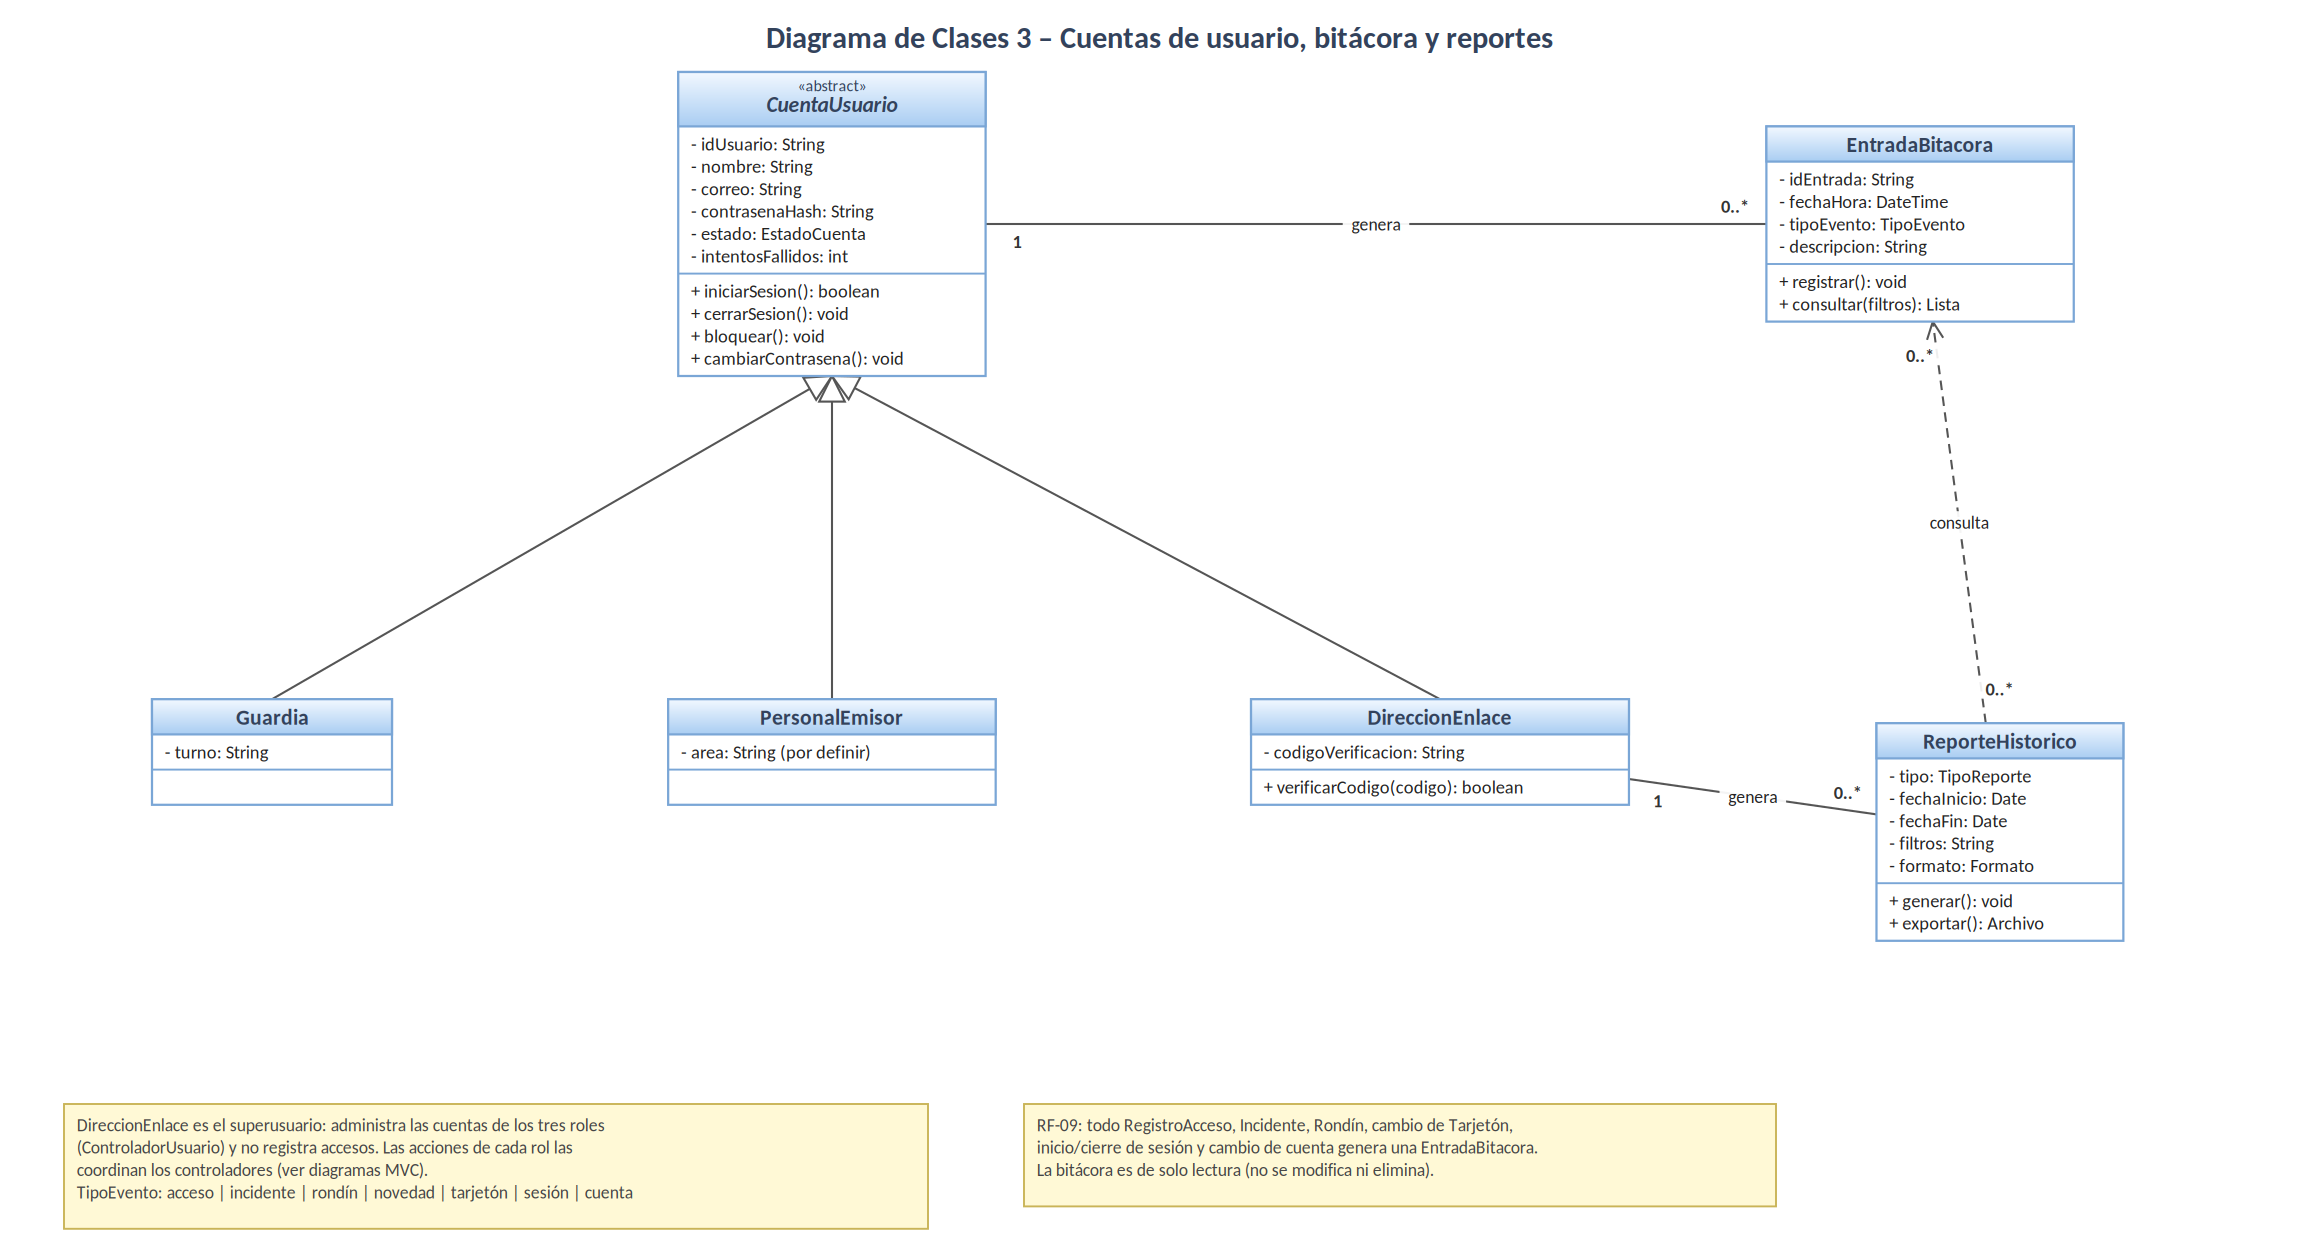 Diagrama de Clases 3 – Cuentas de usuario, bitácora y reportes
«abstract»
CuentaUsuario
- idUsuario: String
- nombre: String
- correo: String
- contrasenaHash: String
- estado: EstadoCuenta
- intentosFallidos: int
+ iniciarSesion(): boolean
+ cerrarSesion(): void
+ bloquear(): void
+ cambiarContrasena(): void
1
genera
0..*
EntradaBitacora
- idEntrada: String
- fechaHora: DateTime
- tipoEvento: TipoEvento
- descripcion: String
+ registrar(): void
+ consultar(filtros): Lista
0..*
consulta
0..*
Guardia
- turno: String
PersonalEmisor
- area: String (por definir)
DireccionEnlace
- codigoVerificacion: String
+ verificarCodigo(codigo): boolean
1
genera
0..*
ReporteHistorico
- tipo: TipoReporte
- fechaInicio: Date
- fechaFin: Date
- filtros: String
- formato: Formato
+ generar(): void
+ exportar(): Archivo
DireccionEnlace es el superusuario: administra las cuentas de los tres roles
(ControladorUsuario) y no registra accesos. Las acciones de cada rol las
coordinan los controladores (ver diagramas MVC).
TipoEvento: acceso | incidente | rondín | novedad | tarjetón | sesión | cuenta
RF-09: todo RegistroAcceso, Incidente, Rondín, cambio de Tarjetón,
inicio/cierre de sesión y cambio de cuenta genera una EntradaBitacora.
La bitácora es de solo lectura (no se modifica ni elimina).